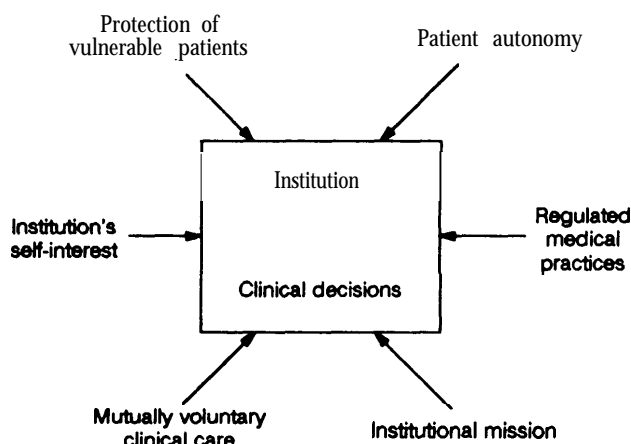 Protection of
vulnerable patients
Patient autonomy
Institution
Institution's
self-interest
Regulated
medical
practices
Clinical decisions
Mutually voluntary
clinical care
Institutional mission